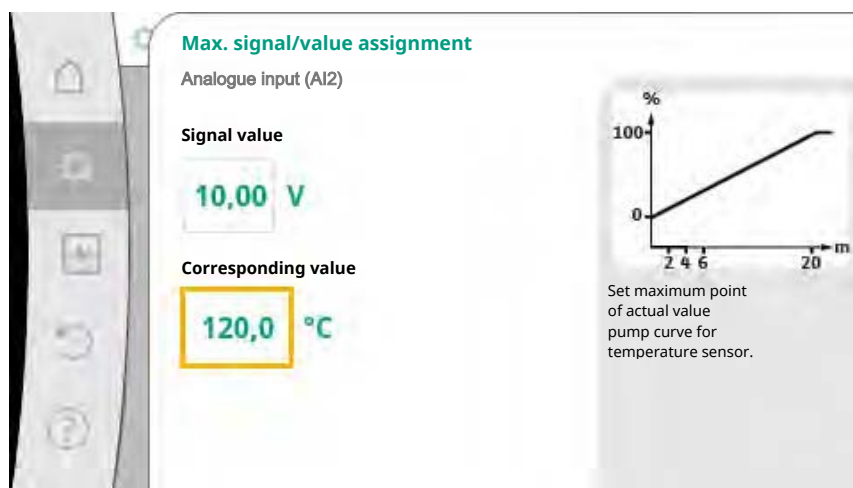 Max. signal/value assignment
Analogue input (AI2)
Signal value
10,00 V
Corresponding value
120,0 °C
%
100
0
2 4 6 20
m
Set maximum point
of actual value
pump curve for
temperature sensor.
?